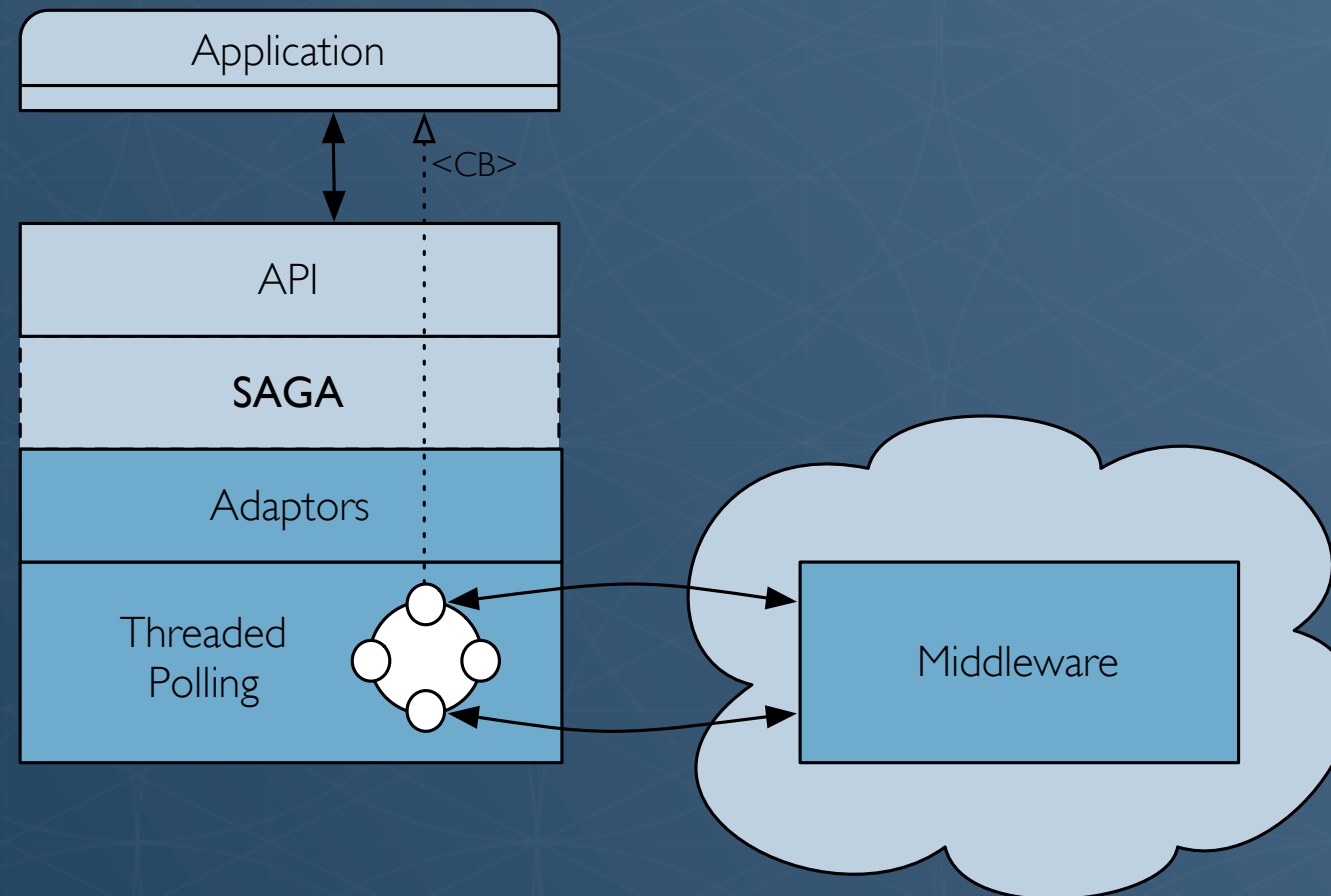 Application
<CB>
API
SAGA
Adaptors
Threaded
Polling
Middleware